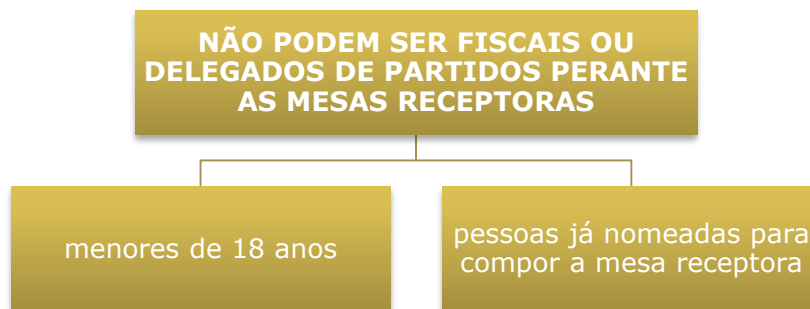 NÃO PODEM SER FISCAIS OU
DELEGADOS DE PARTIDOS PERANTE
AS MESAS RECEPTORAS
menores de 18 anos
pessoas já nomeadas para
compor a mesa receptora